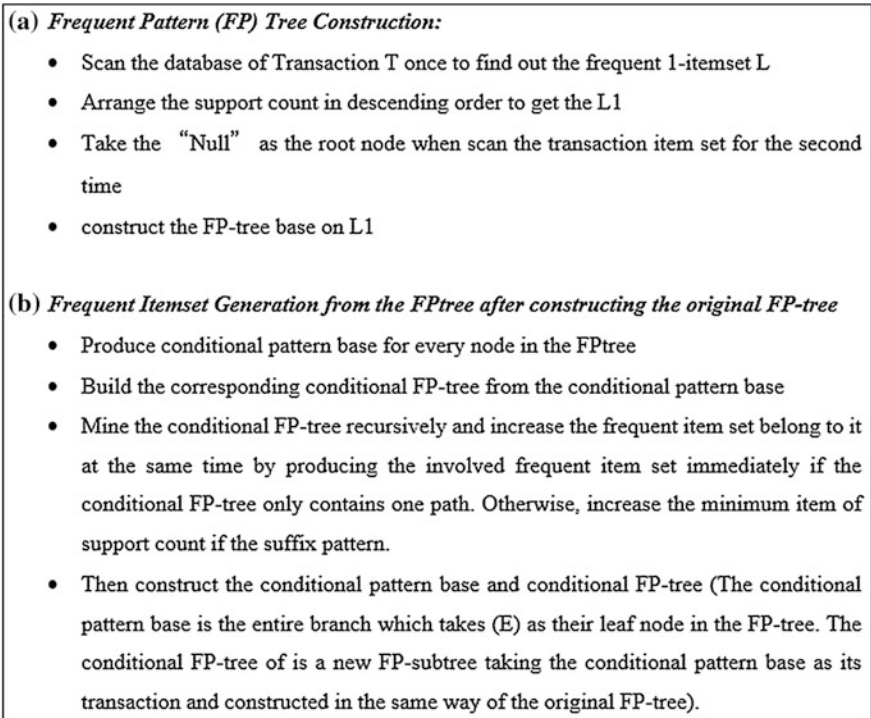 (a) Frequent Pattern (FP) Tree Construction:
• Scan the database of Transaction T once to find out the frequent 1-itemset L
• Arrange the support count in descending order to get the L1
• Take the “Null” as the root node when scan the transaction item set for the second
time
• construct the FP-tree base on L1
(b) Frequent Itemset Generation from the FPtree after constructing the original FP-tree
• Produce conditional pattern base for every node in the FPtree
• Build the corresponding conditional FP-tree from the conditional pattern base
• Mine the conditional FP-tree recursively and increase the frequent item set belong to it
at the same time by producing the involved frequent item set immediately if the
conditional FP-tree only contains one path. Otherwise, increase the minimum item of
support count if the suffix pattern.
• Then construct the conditional pattern base and conditional FP-tree (The conditional
pattern base is the entire branch which takes (E) as their leaf node in the FP-tree. The
conditional FP-tree of is a new FP-subtree taking the conditional pattern base as its
transaction and constructed in the same way of the original FP-tree).